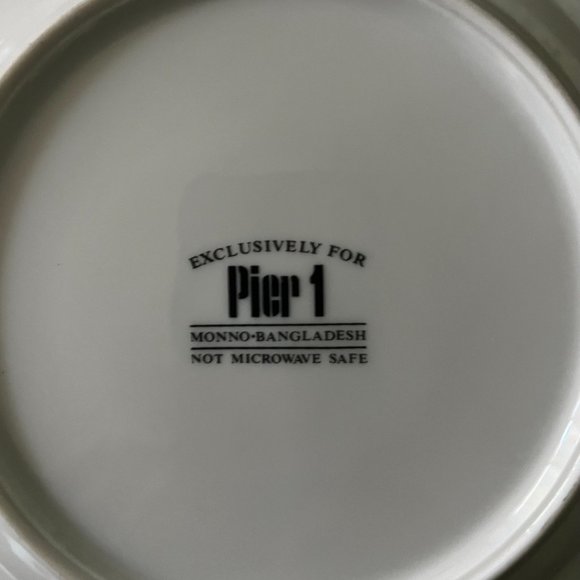 EXCLUSIVELY FOR
Pier 1
MONNO•BANGLADESH
NOT MICROWAVE SAFE